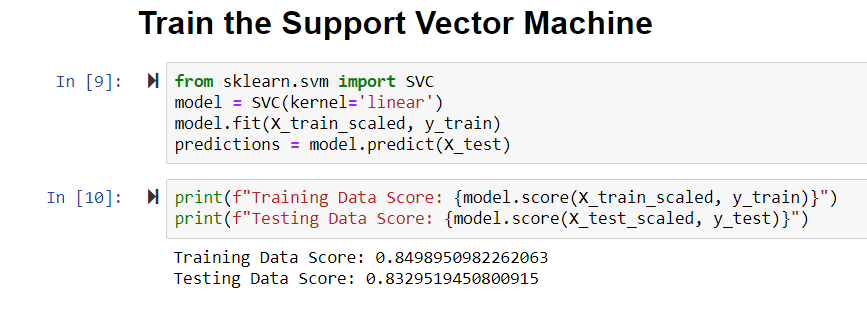 Train the Support Vector Machine
In [9]:
from sklearn.svm import SVC
model = SVC(kernel='linear')
model.fit(X_train_scaled, y_train)
predictions = model.predict(X_test)
In [10]:
print(f"Training Data Score: {model.score(X_train_scaled, y_train)}")
print(f"Testing Data Score: {model.score(X_test_scaled, y_test)}")
Training Data Score: 0.8498950982262063
Testing Data Score: 0.8329519450800915